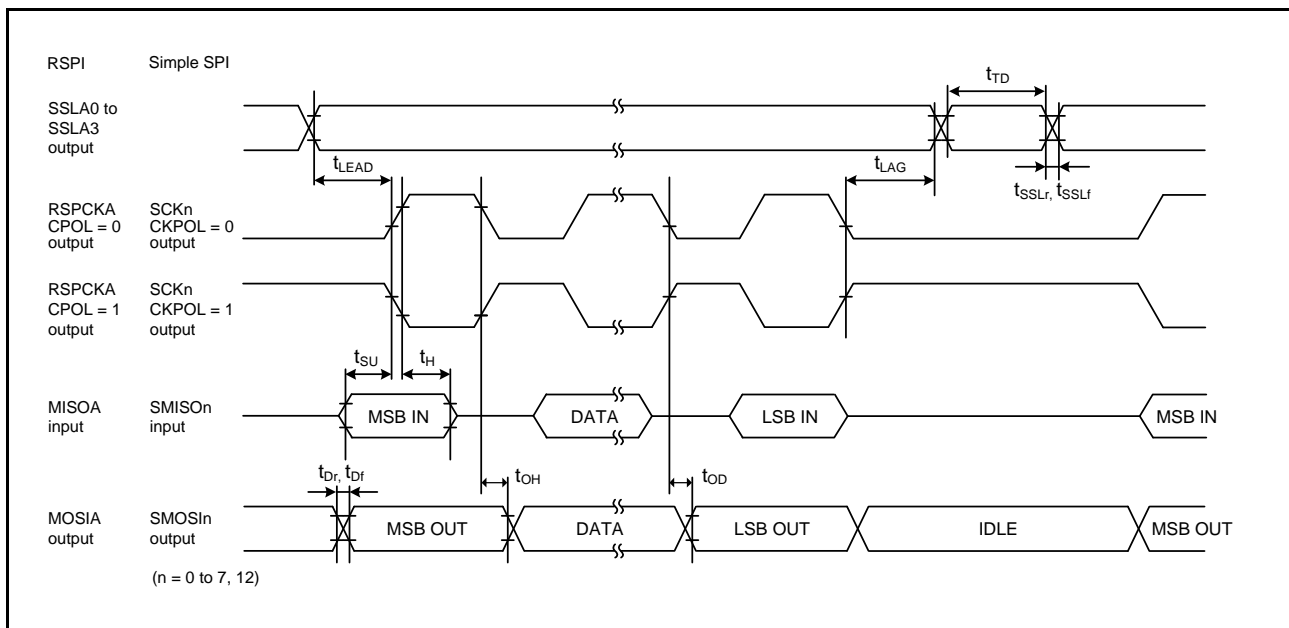 RSPI
Simple SPI
tTD
SSLA0 to
SSLA3
output
tLEAD
tLAG
tSSLr, tSSLf
RSPCKA
CPOL = 0
output
SCKn
CKPOL = 0
output
RSPCKA
CPOL = 1
output
SCKn
CKPOL = 1
output
tSU
tH
MISOA
input
SMISOn
input
MSB IN
DATA
LSB IN
MSB IN
tDr, tDf
tOH
tOD
MOSIA
output
SMOSIn
output
MSB OUT
DATA
LSB OUT
IDLE
MSB OUT
(n = 0 to 7, 12)